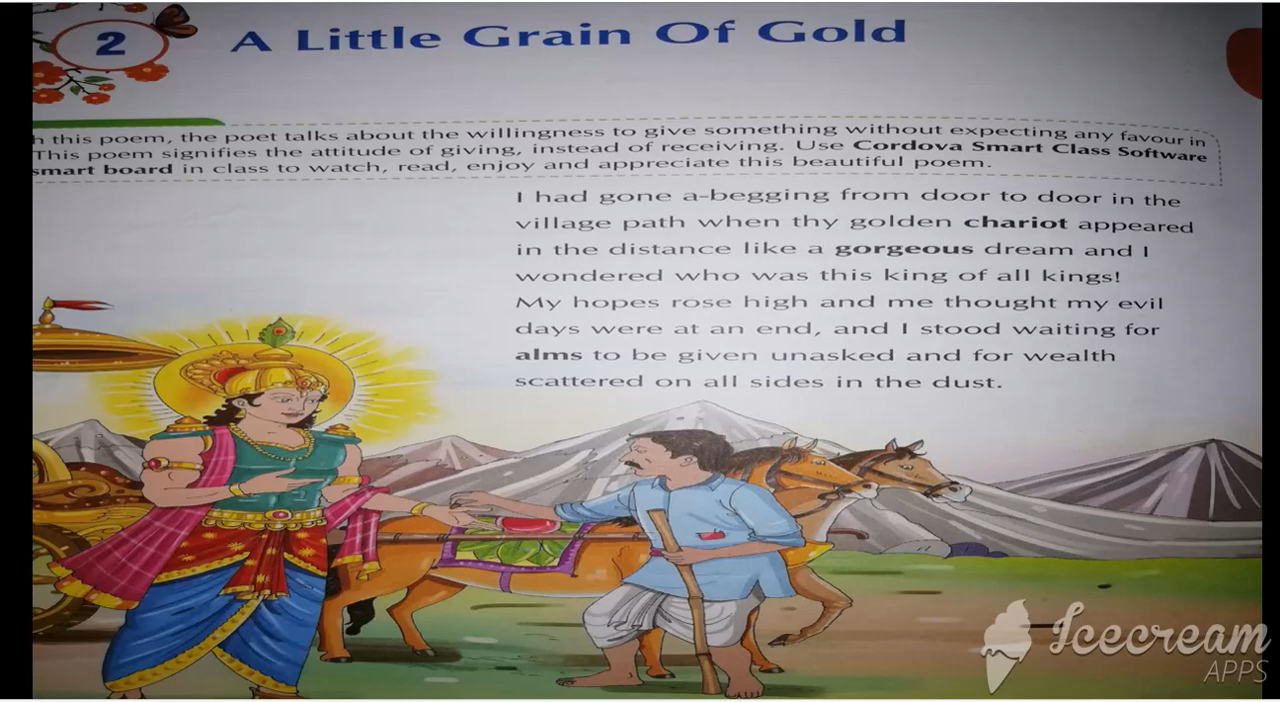 2
A Little Grain Of Gold
this poem, the poet talks about the willingness to give something without expecting any favour in
This poem signifies the attitude of giving, instead of receiving. Use Cordova Smart Class Software
smart board in class to watch, read, enjoy and appreciate this beautiful poem.
I had gone a-begging from door to door in the
village path when thy golden chariot appeared
in the distance like a gorgeous dream and I
wondered who was this king of all kings!
My hopes rose high and me thought my evil
days were at an end, and I stood waiting for
alms to be given unasked and for wealth
scattered on all sides in the dust.
Icecream
APPS